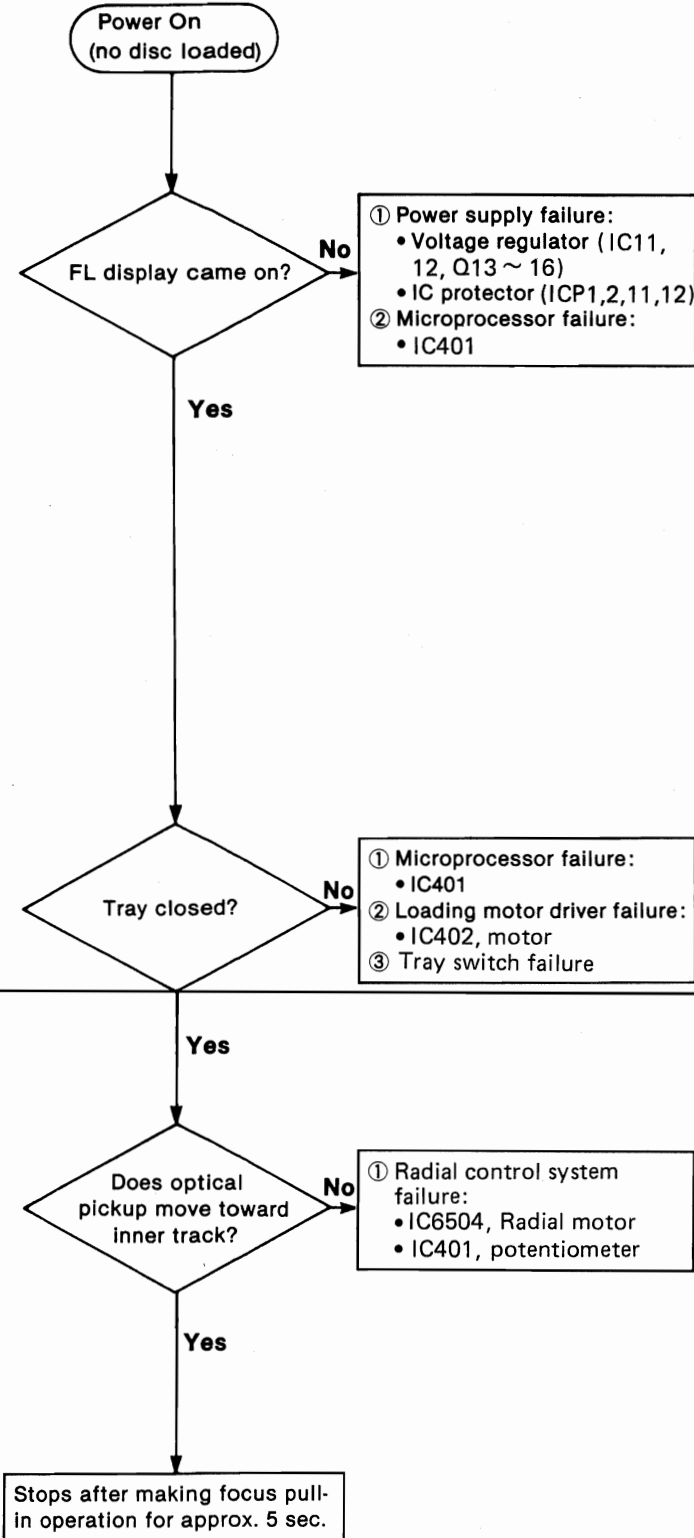 Power On
(no disc loaded)
FL display came on?
No
① Power supply failure:
• Voltage regulator (IC11,
12, Q13 ~ 16)
• IC protector (ICP1,2,11,12)
② Microprocessor failure:
• IC401
Yes
Tray closed?
No
① Microprocessor failure:
• IC401
② Loading motor driver failure:
• IC402, motor
③ Tray switch failure
Yes
Does optical
pickup move toward
inner track?
No
① Radial control system
failure:
• IC6504, Radial motor
• IC401, potentiometer
Yes
Stops after making focus pull-
in operation for approx. 5 sec.